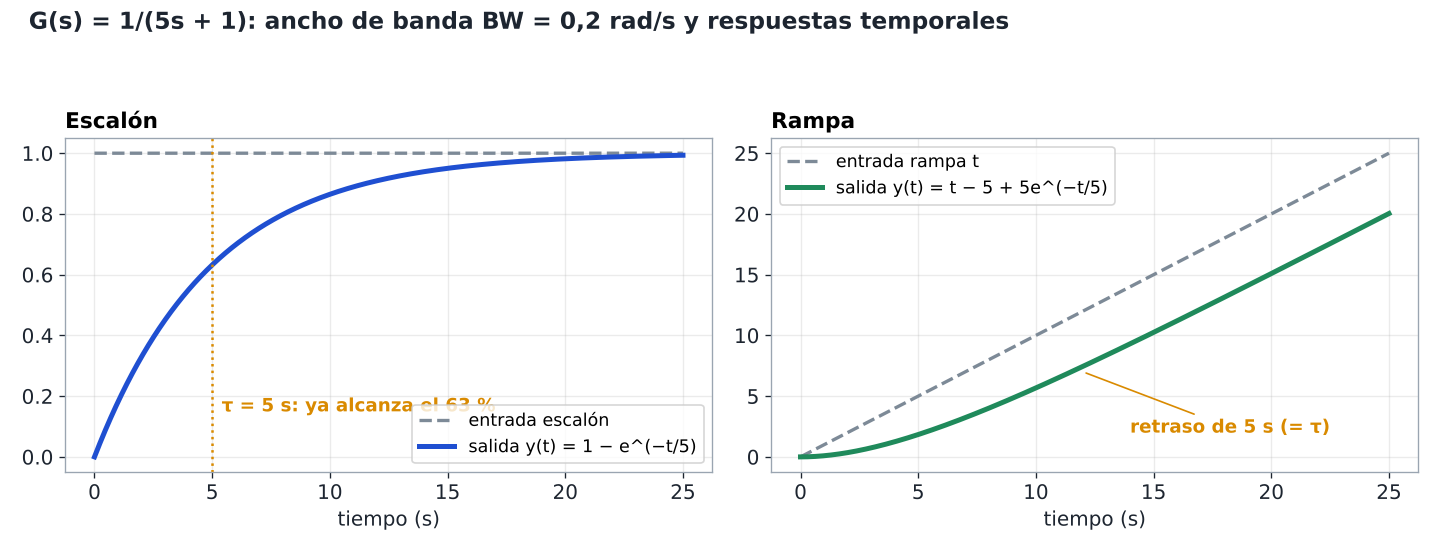 G(s) = 1/(5s + 1): ancho de banda BW = 0,2 rad/s y respuestas temporales
Escalón
1.0
0.8
0.6
0.4
0.2
0.0
τ = 5 s: ya alcanza el 63 %
entrada escalón
salida y(t) = 1 − e^(−t/5)
0 5 10 15 20 25
tiempo (s)
Rampa
25
20
15
10
5
0
entrada rampa t
salida y(t) = t − 5 + 5e^(−t/5)
retraso de 5 s (= τ)
0 5 10 15 20 25
tiempo (s)